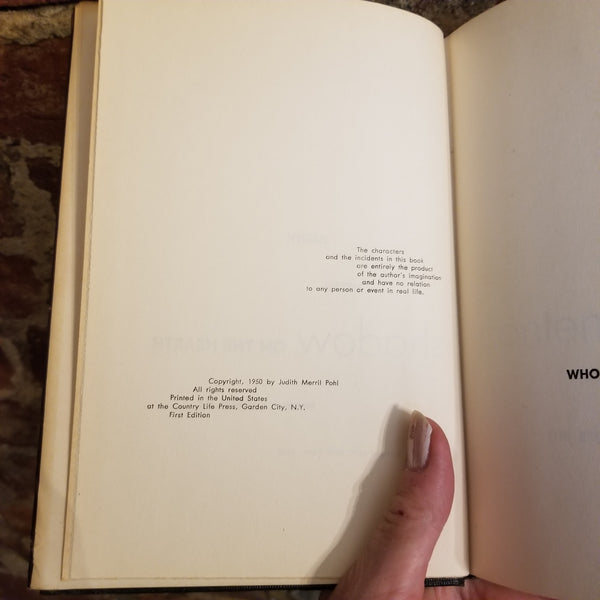 The characters
and the incidents in this book
are entirely the product
of the author's imagination
and have no relation
to any person or event in real life.
Copyright, 1950 by Judith Merril Pohl
All rights reserved
Printed in the United States
at the Country Life Press, Garden City, N.Y.
First Edition
WHO